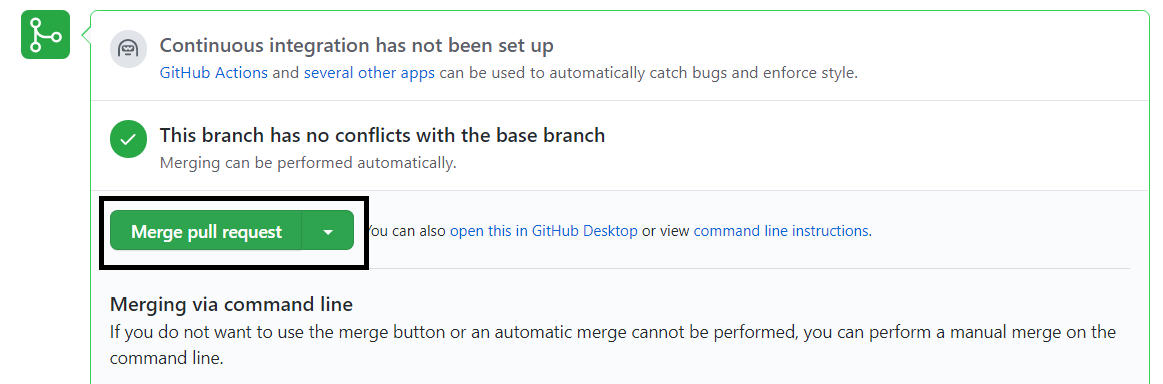 Continuous integration has not been set up
GitHub Actions and several other apps can be used to automatically catch bugs and enforce style.
This branch has no conflicts with the base branch
Merging can be performed automatically.
Merge pull request You can also open this in GitHub Desktop or view command line instructions.
Merging via command line
If you do not want to use the merge button or an automatic merge cannot be performed, you can perform a manual merge on the
command line.